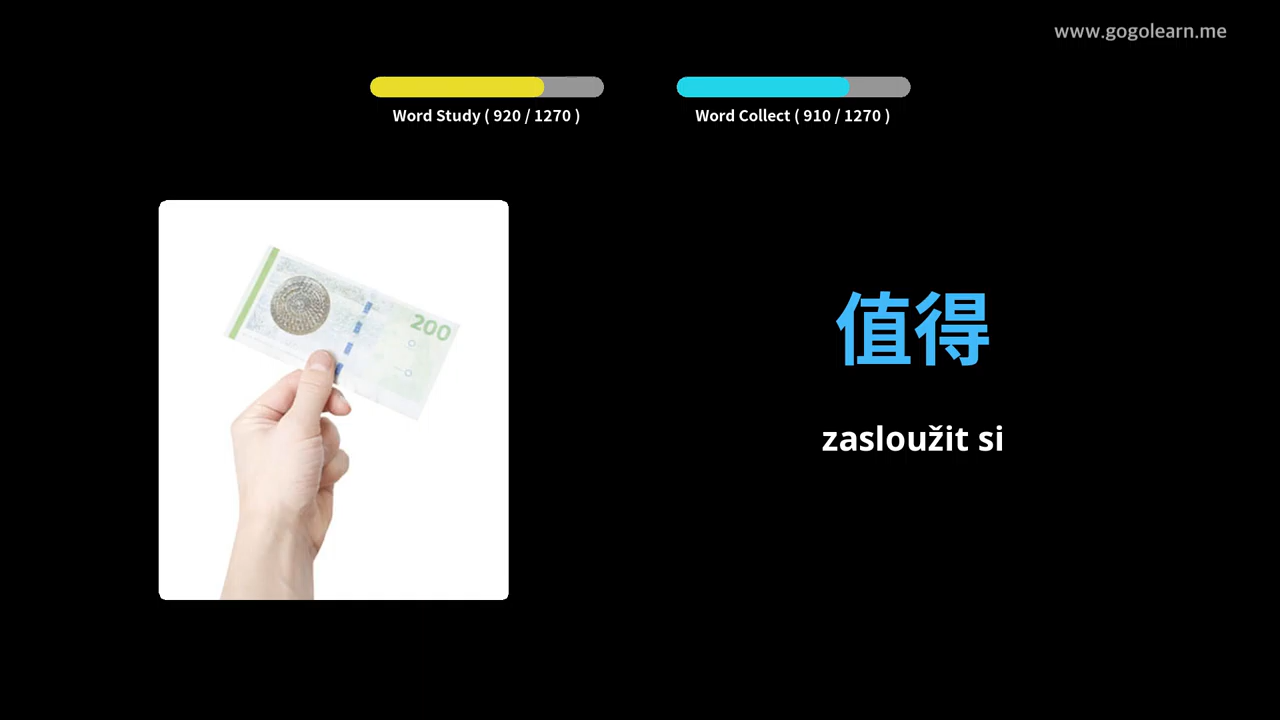 www.gogolearn.me
Word Study ( 920 / 1270 )
Word Collect ( 910 / 1270 )
200
值得
zasloužit si